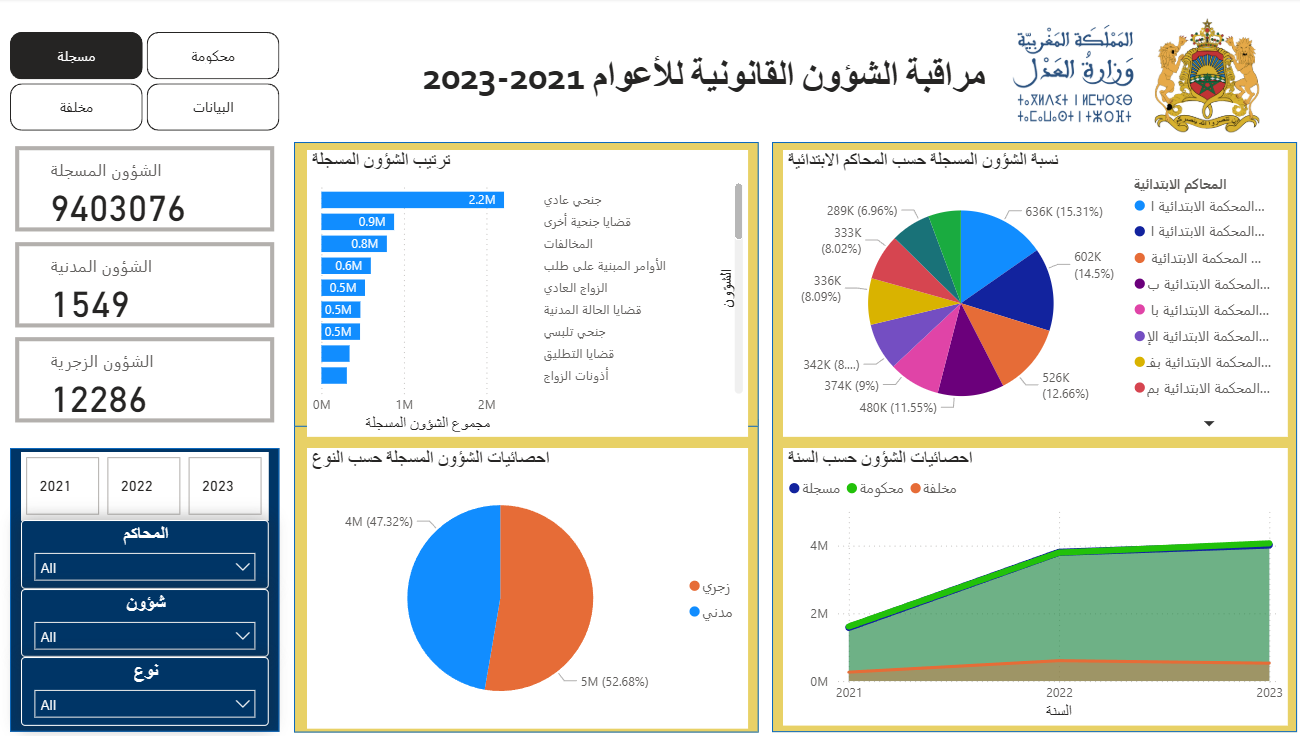 المملكة المغربية
وزارة العدل
ⵜⴰⴳⵍⴷⵉⵜ ⵏ ⵍⵎⵖⵔⵉⴱ
ⵜⴰⵎⴰⵡⴰⵙⵜ ⵏ ⵜⵣⵔⴼⵜ
مراقبة الشؤون القانونية للأعوام 2021-2023
محكومة
مسجلة
البيانات
مخلفة
الشؤون المسجلة
9403076
الشؤون المدنية
1549
الشؤون الزجرية
12286
2021 2022 2023
المحاكم
All
شؤون
All
نوع
All
ترتيب الشؤون المسجلة
2.2M جنحي عادي
0.9M قضايا جنحية أخرى
0.8M المخالفات
0.6M الأوامر المبنية على طلب
0.5M الزواج العادي
0.5M قضايا الحالة المدنية
0.5M جنحي تلبسي
قضايا التطليق
أذونات الزواج
الشؤون
0M 1M 2M
مجموع الشؤون المسجلة
نسبة الشؤون المسجلة حسب المحاكم الابتدائية
636K (15.31%)
602K
(14.5%)
526K
(12.66%)
480K (11.55%)
374K (9%)
342K (8....)
336K
(8.09%)
333K
(8.02%)
289K (6.96%)
المحاكم الابتدائية
المحكمة الابتدائية ا...
المحكمة الابتدائية ا...
المحكمة الابتدائية ...
المحكمة الابتدائية ب...
المحكمة الابتدائية با...
المحكمة الابتدائية الإ...
المحكمة الابتدائية بفـ...
المحكمة الابتدائية بم...
احصائيات الشؤون المسجلة حسب النوع
4M (47.32%)
5M (52.68%)
زجري
مدني
احصائيات الشؤون حسب السنة
مسجلة محكومة مخلفة
4M
2M
0M
2021 2022 2023
السنة